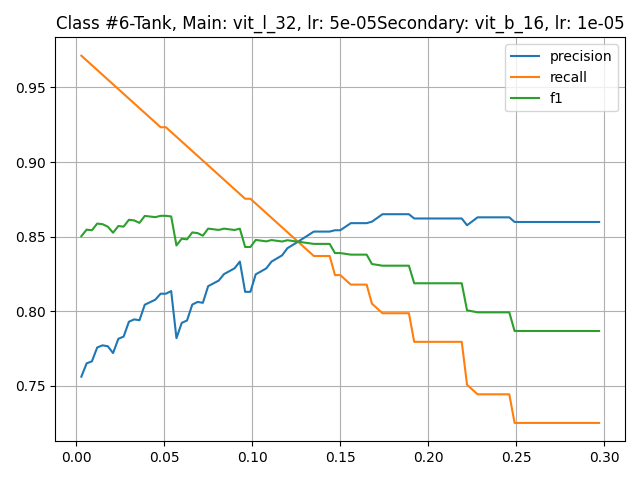 Class #6-Tank, Main: vit_l_32, lr: 5e-05Secondary: vit_b_16, lr: 1e-05
precision
recall
f1
0.95
0.90
0.85
0.80
0.75
0.00 0.05 0.10 0.15 0.20 0.25 0.30